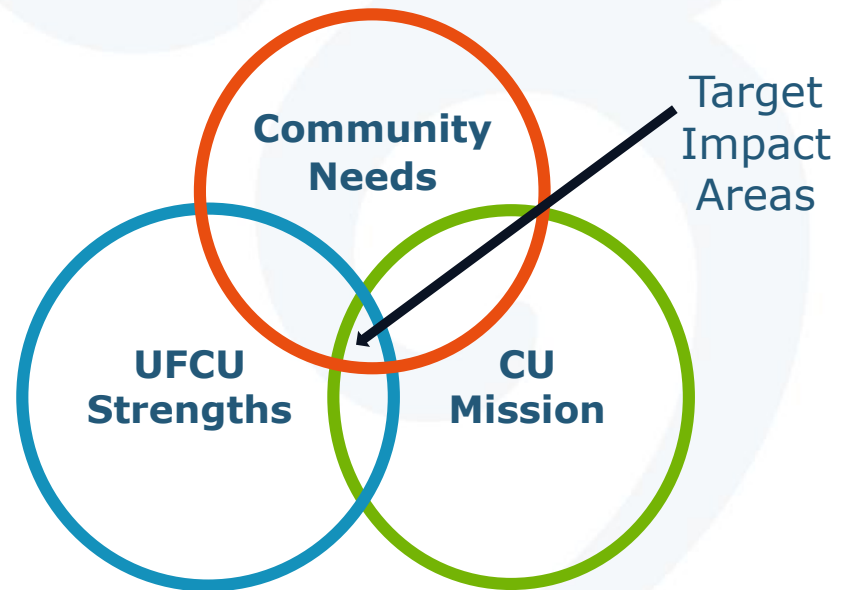 Community
Needs
Target
Impact
Areas
UFCU
Strengths
CU
Mission